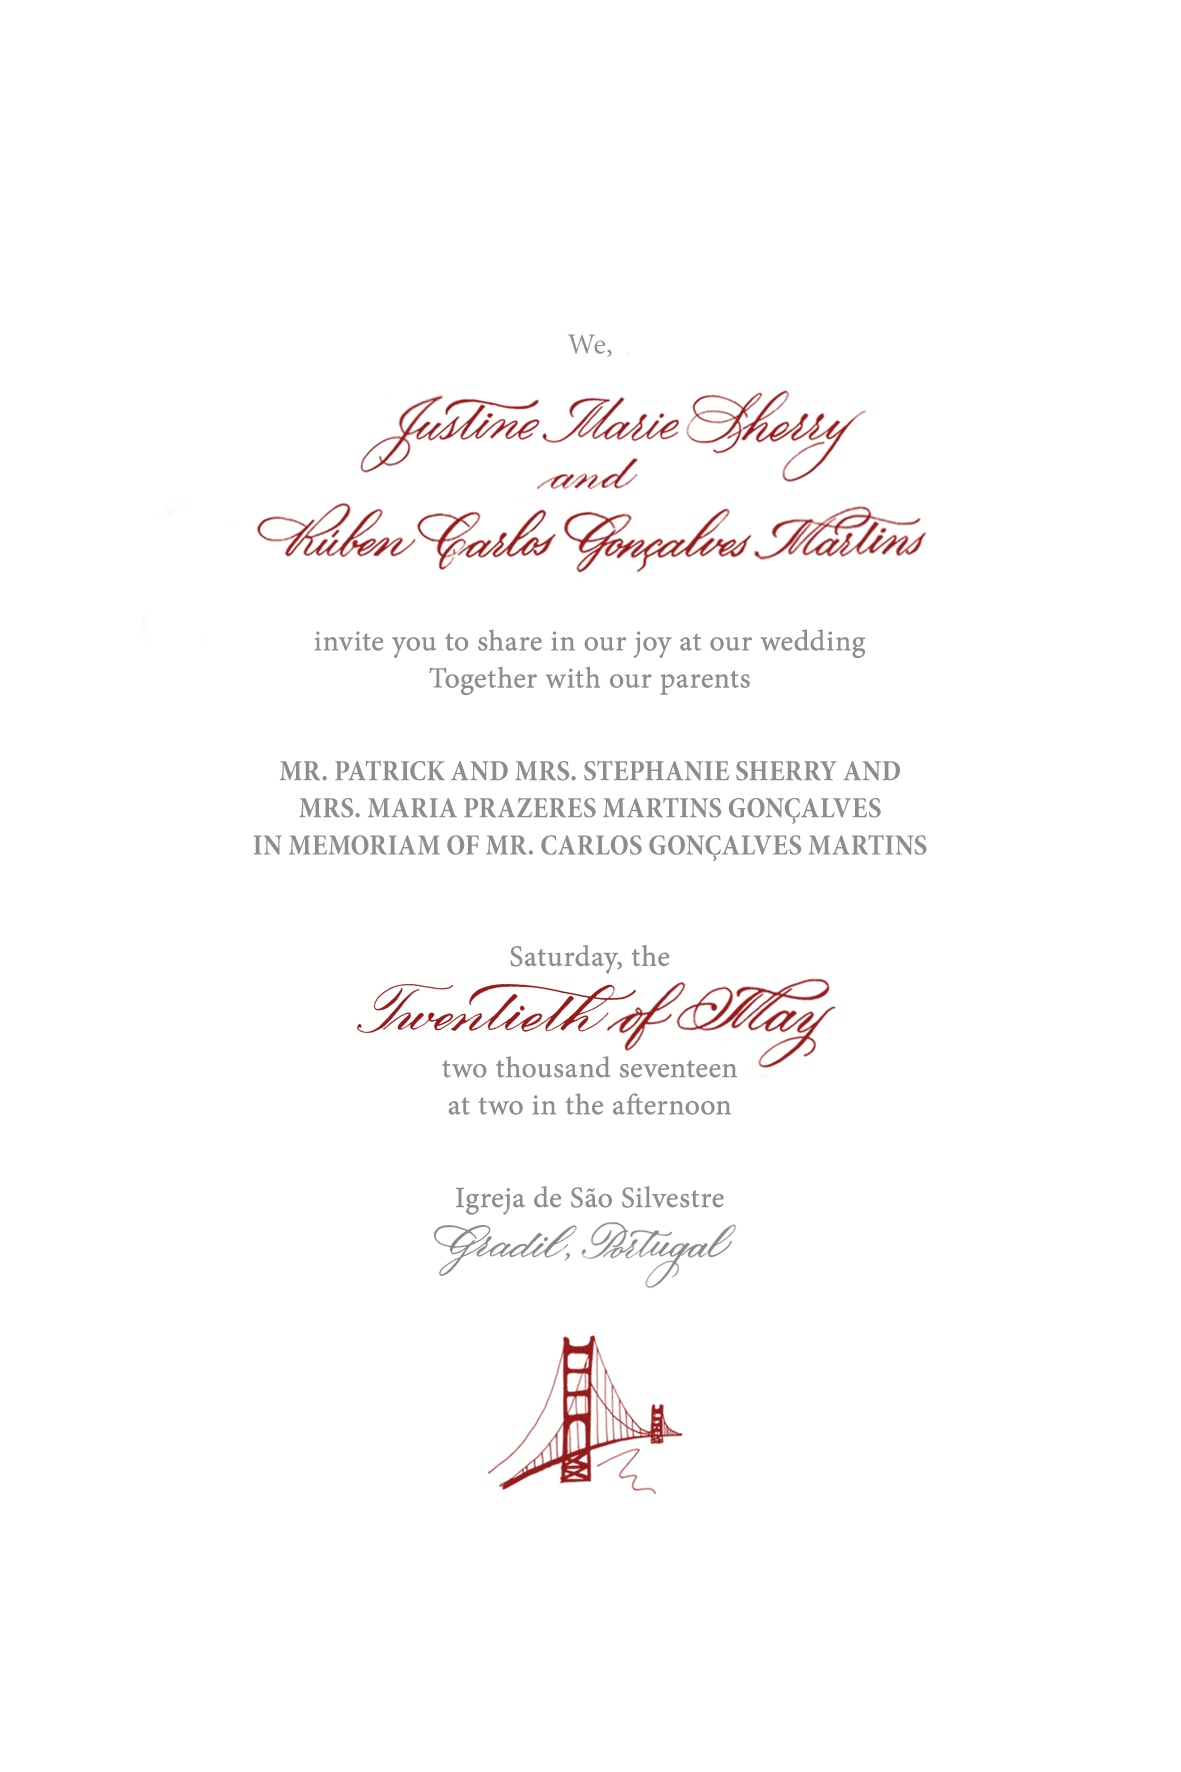 We,
Justine Marie Sherry
and
Rúben Carlos Gonçalves Martins
invite you to share in our joy at our wedding
Together with our parents
MR. PATRICK AND MRS. STEPHANIE SHERRY AND
MRS. MARIA PRAZERES MARTINS GONÇALVES
IN MEMORIAM OF MR. CARLOS GONÇALVES MARTINS
Saturday, the
Twentieth of May
two thousand seventeen
at two in the afternoon
Igreja de São Silvestre
Gradil, Portugal